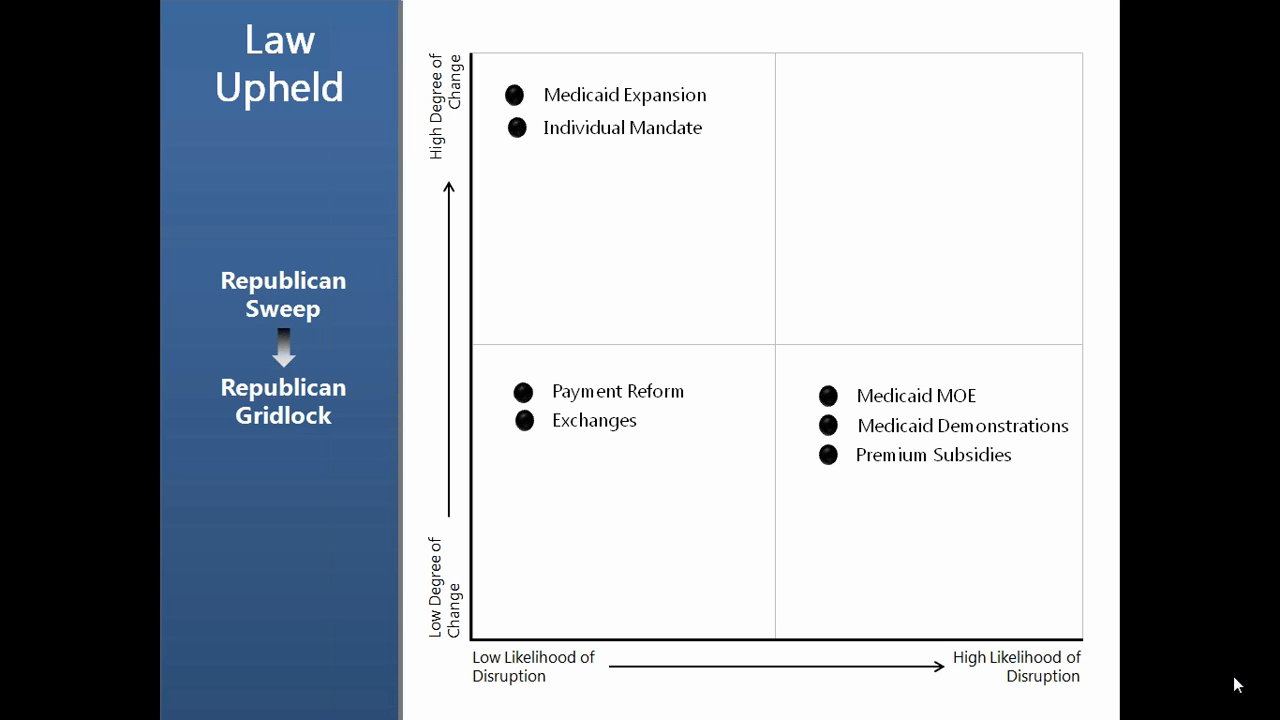 Law
Upheld
Republican
Sweep
Republican
Gridlock
High Degree of
Change
Low Degree of
Change
Medicaid Expansion
Individual Mandate
Payment Reform
Exchanges
Medicaid MOE
Medicaid Demonstrations
Premium Subsidies
Low Likelihood of
Disruption
High Likelihood of
Disruption